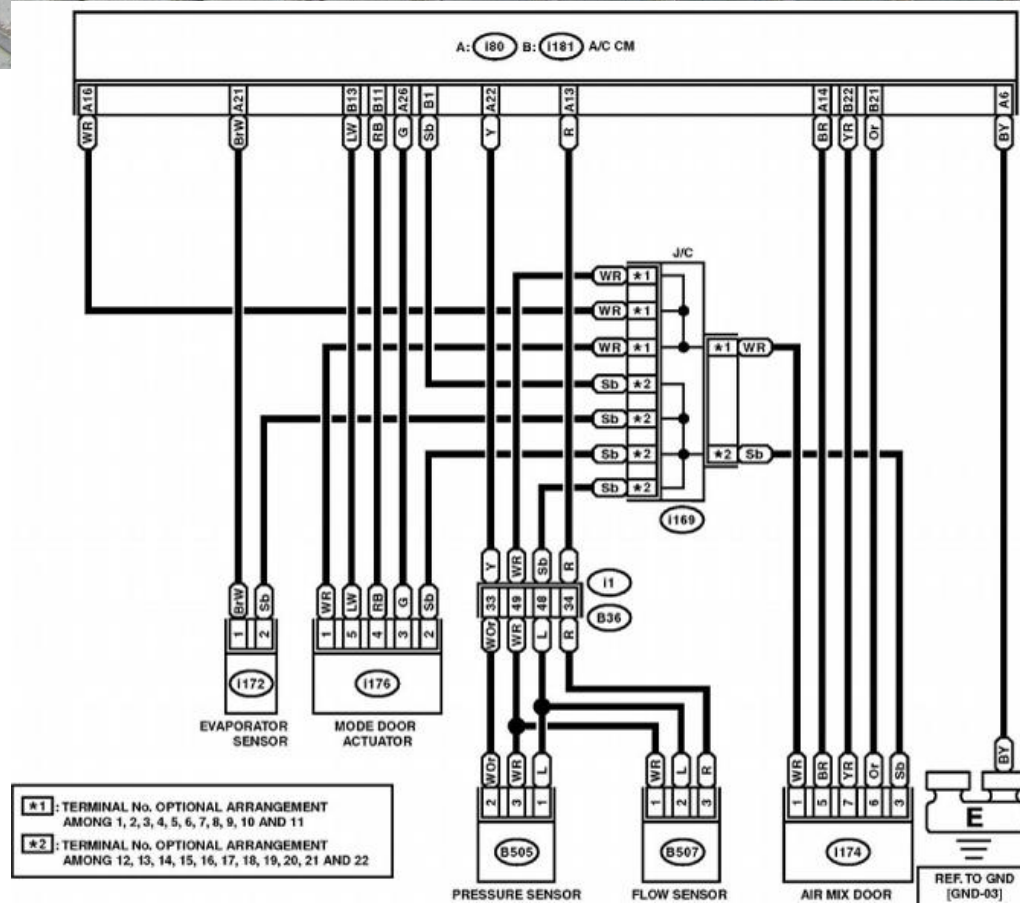 A: i80 B: i181 A/C CM
A16 A21 B13 B11 A26 B1 A22 A13 A14 B22 B21 A6
WR BrW LW RB G Sb Y R BR YR Or BY
J/C
WR *1
WR *1
WR *1 *1 WR
Sb *2
Sb *2
Sb *2 *2 Sb
Sb *2
i169
Y WR Sb R
33 49 48 34
i1
B36
WOr WR L R
BrW Sb
1 2
i172
EVAPORATOR
SENSOR
WR LW RB G Sb
1 5 4 3 2
i176
MODE DOOR
ACTUATOR
WOr WR L
2 3 1
B505
PRESSURE SENSOR
WR L R
1 2 3
B507
FLOW SENSOR
WR BR YR Or Sb
1 5 7 6 3
i174
AIR MIX DOOR
BY
E
REF. TO GND
[GND-03]
*1 : TERMINAL No. OPTIONAL ARRANGEMENT
AMONG 1, 2, 3, 4, 5, 6, 7, 8, 9, 10 AND 11
*2 : TERMINAL No. OPTIONAL ARRANGEMENT
AMONG 12, 13, 14, 15, 16, 17, 18, 19, 20, 21 AND 22